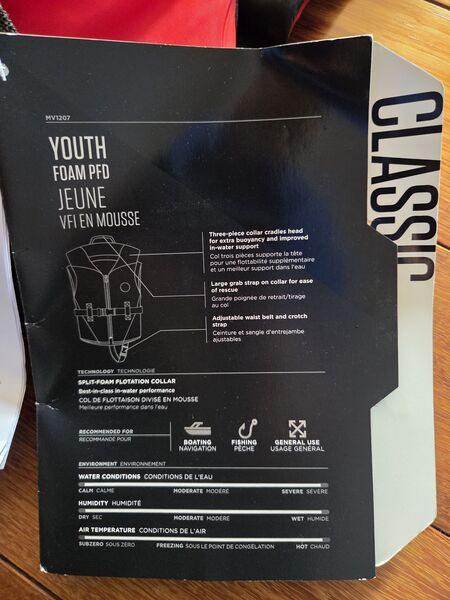 MV1207
YOUTH
FOAM PFD
JEUNE
VFI EN MOUSSE
CLASSIC
Three-piece collar cradles head
for extra buoyancy and improved
in-water support
Col trois pièces supporte la tête
pour une flottabilité supplémentaire
et un meilleur support dans l'eau
Large grab strap on collar for ease
of rescue
Grande poignée de retrait/tirage
au col
Adjustable waist belt and crotch
strap
Ceinture et sangle d'entrejambe
ajustables
TECHNOLOGY TECHNOLOGIE
SPLIT-FOAM FLOTATION COLLAR
Best-in-class in-water performance
COL DE FLOTTAISON DIVISÉ EN MOUSSE
Meilleure performance dans l'eau
RECOMMENDED FOR
RECOMMANDÉ POUR
BOATING
NAVIGATION
FISHING
PÊCHE
GENERAL USE
USAGE GÉNÉRAL
ENVIRONMENT ENVIRONNEMENT
WATER CONDITIONS CONDITIONS DE L'EAU
CALM CALME MODERATE MODÉRÉ SEVERE SÉVÈRE
HUMIDITY HUMIDITÉ
DRY SEC MODERATE MODÉRÉ WET HUMIDE
AIR TEMPERATURE CONDITIONS DE L'AIR
SUBZERO SOUS ZÉRO FREEZING SOUS LE POINT DE CONGÉLATION HOT CHAUD